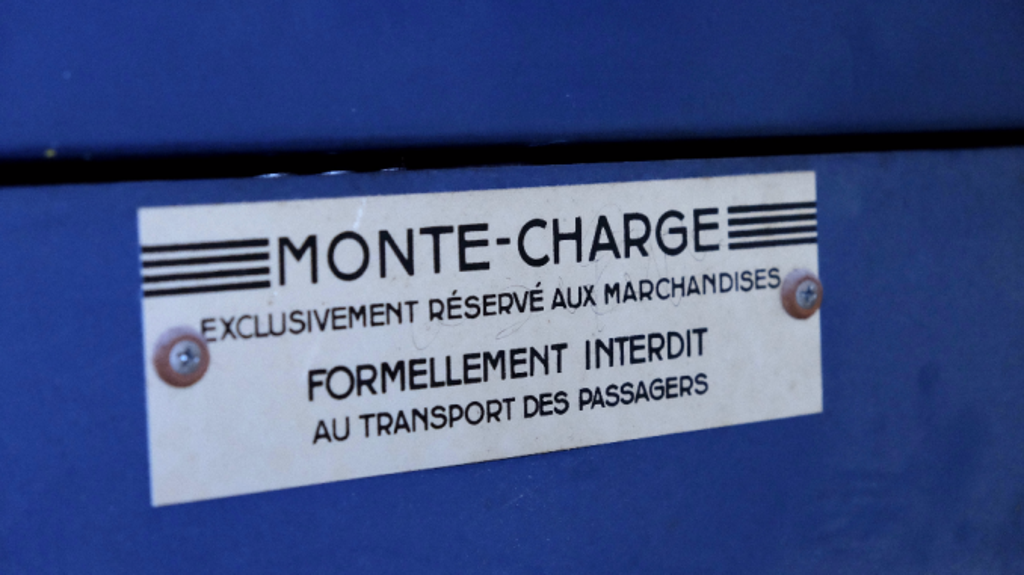 MONTE-CHARGE
EXCLUSIVEMENT RÉSERVÉ AUX MARCHANDISES
FORMELLEMENT INTERDIT
AU TRANSPORT DES PASSAGERS